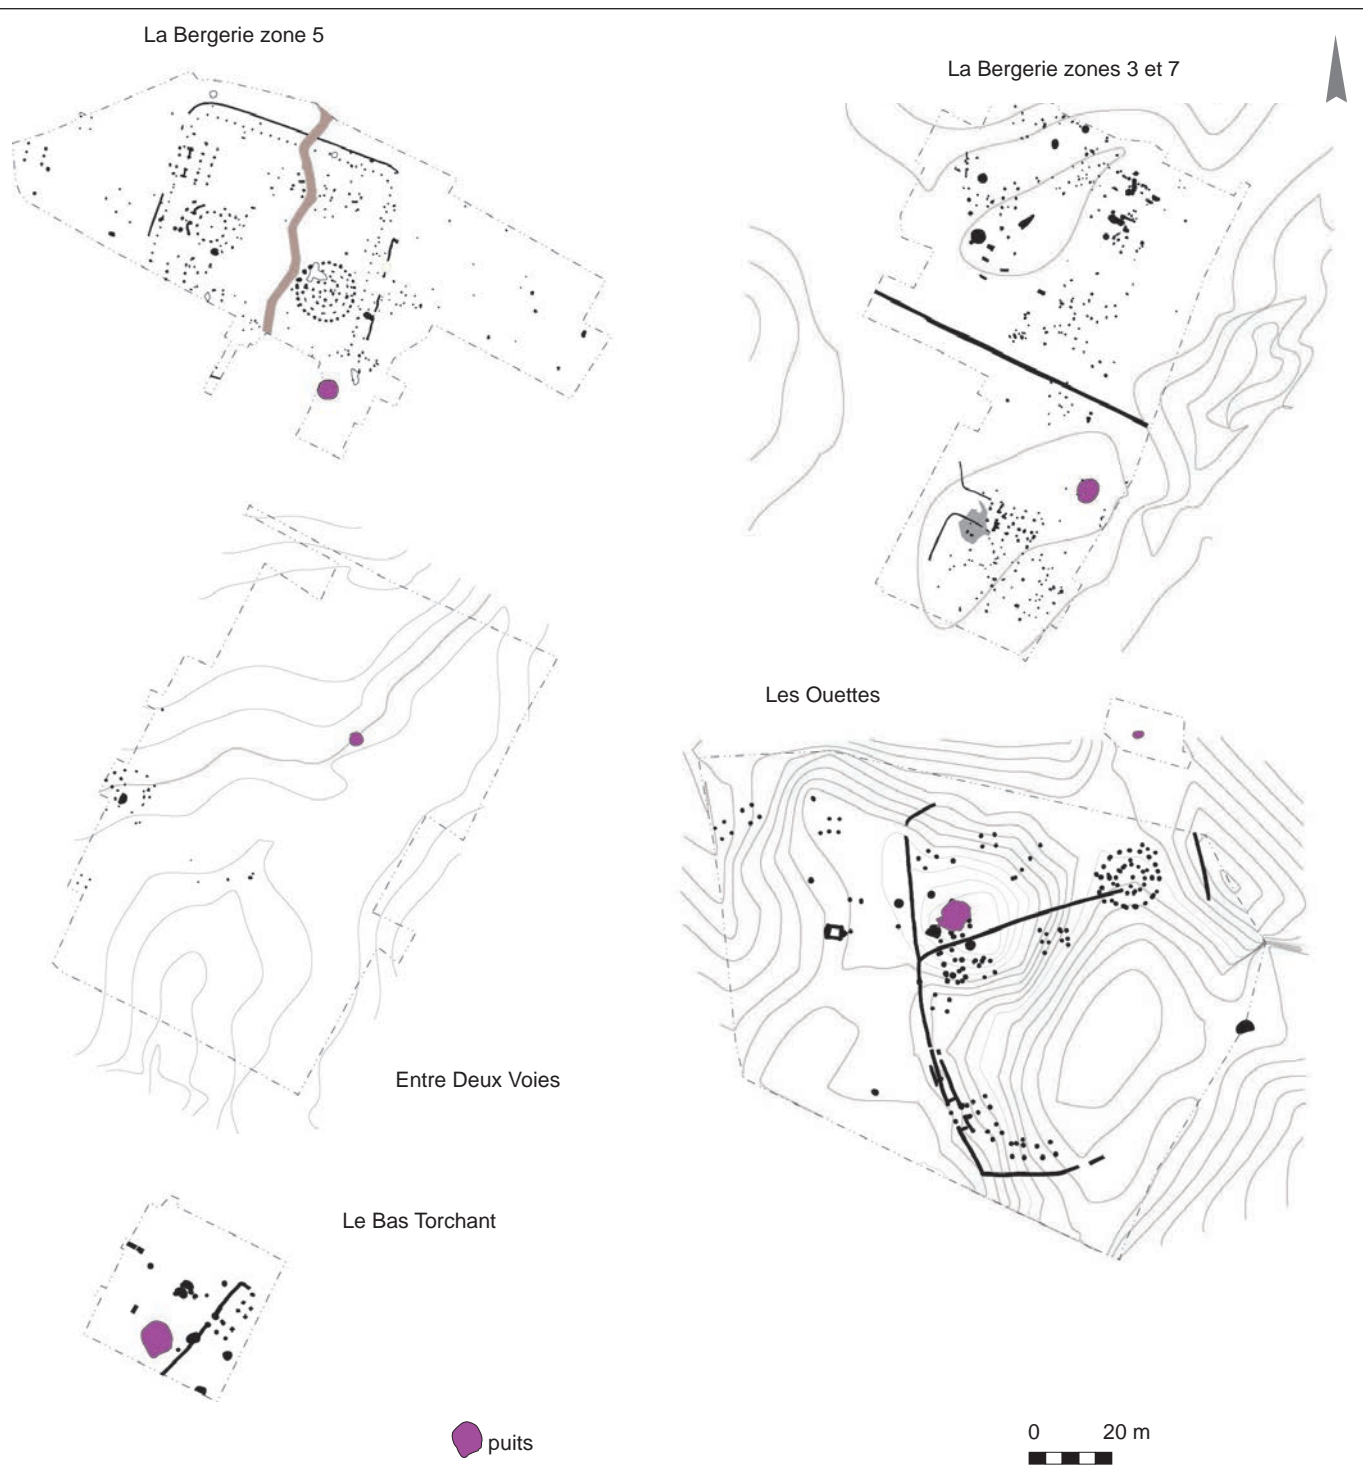 La Bergerie zone 5
La Bergerie zones 3 et 7
Les Ouettes
Entre Deux Voies
Le Bas Torchant
puits
0 20 m